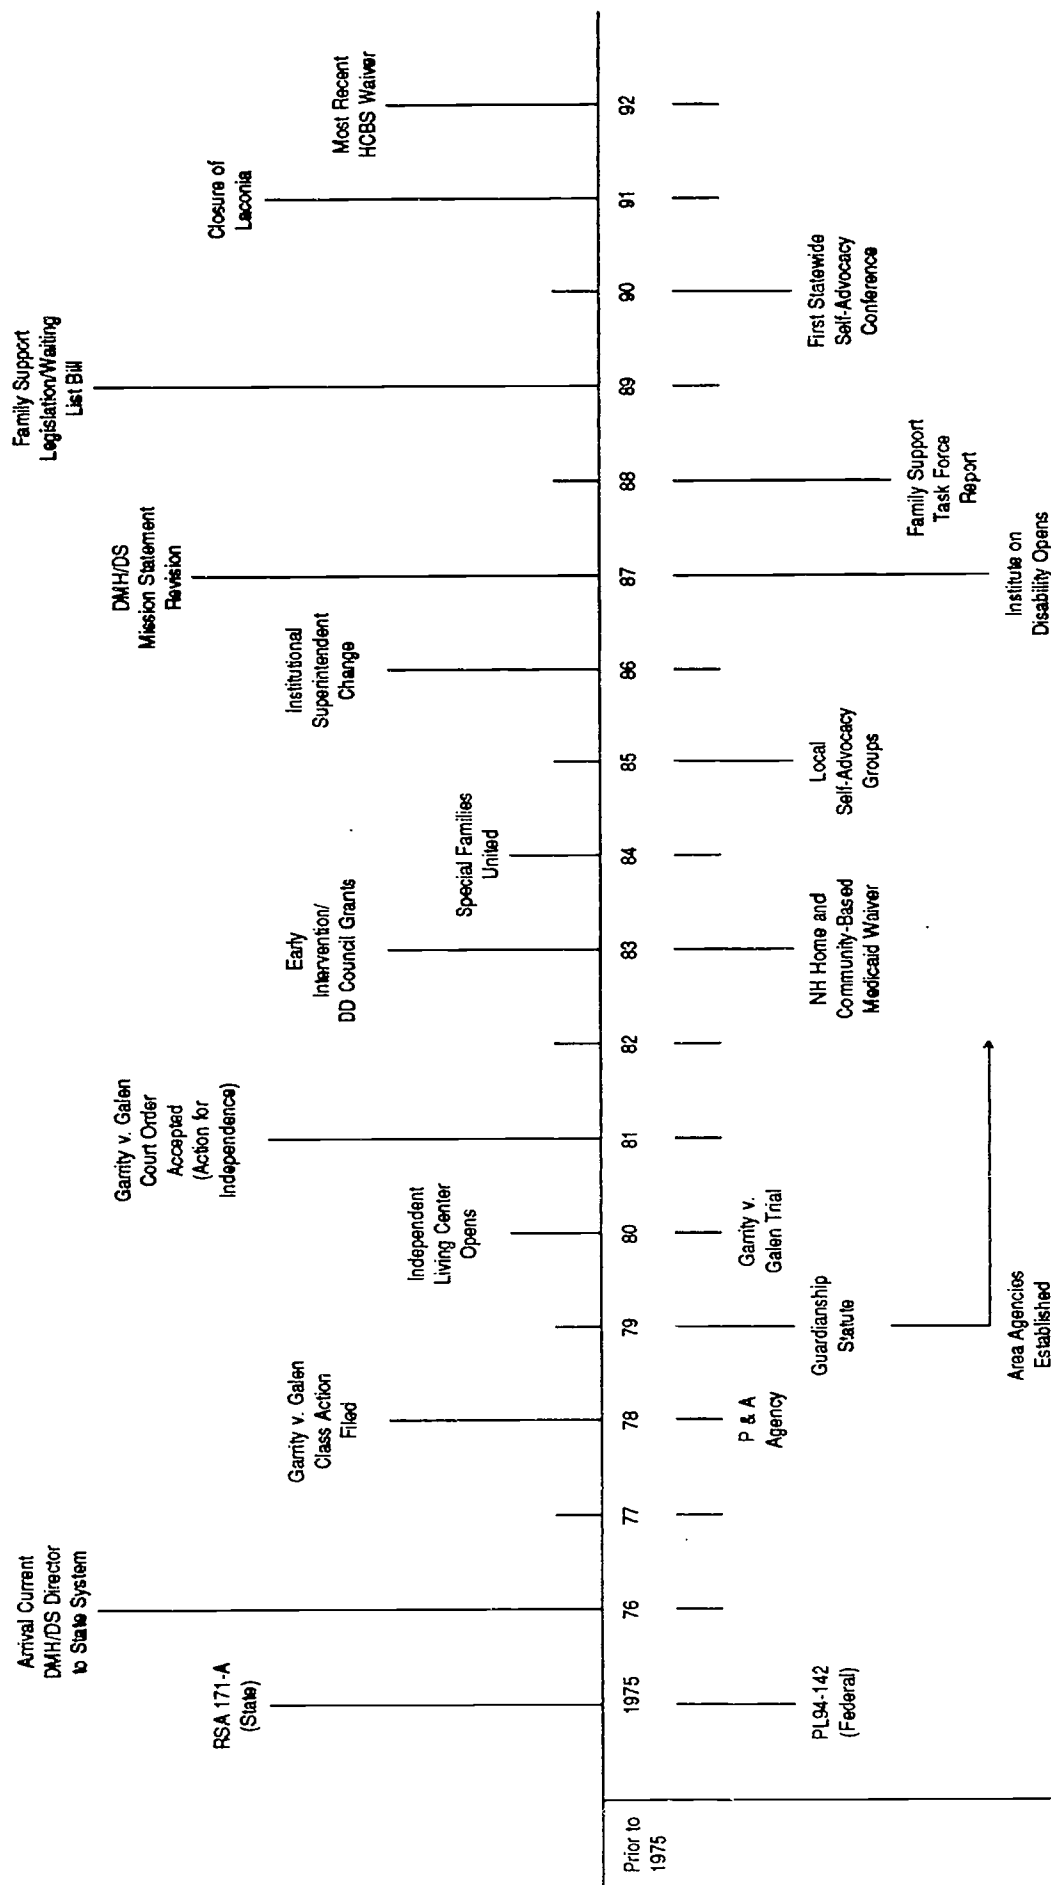 Arrival Current
DMH/DS Director
to State System
RSA 171-A
(State)
Garrity v. Galen
Class Action
Filed
Independent
Living Center
Opens
Garrity v. Galen
Court Order
Accepted
(Action for
Independence)
Early
Intervention/
DD Council Grants
Special Families
United
Institutional
Superintendent
Change
DMH/DS
Mission Statement
Revision
Family Support
Legislation/Waiting
List Bill
Closure of
Laconia
Most Recent
HCBS Waiver
Prior to
1975
1975
76
77
78
79
80
81
82
83
84
85
86
87
88
89
90
91
92
PL94-142
(Federal)
P & A
Agency
Guardianship
Statute
Area Agencies
Established
Garrity v.
Galen Trial
NH Home and
Community-Based
Medicaid Waiver
Local
Self-Advocacy
Groups
Institute on
Disability Opens
Family Support
Task Force
Report
First Statewide
Self-Advocacy
Conference